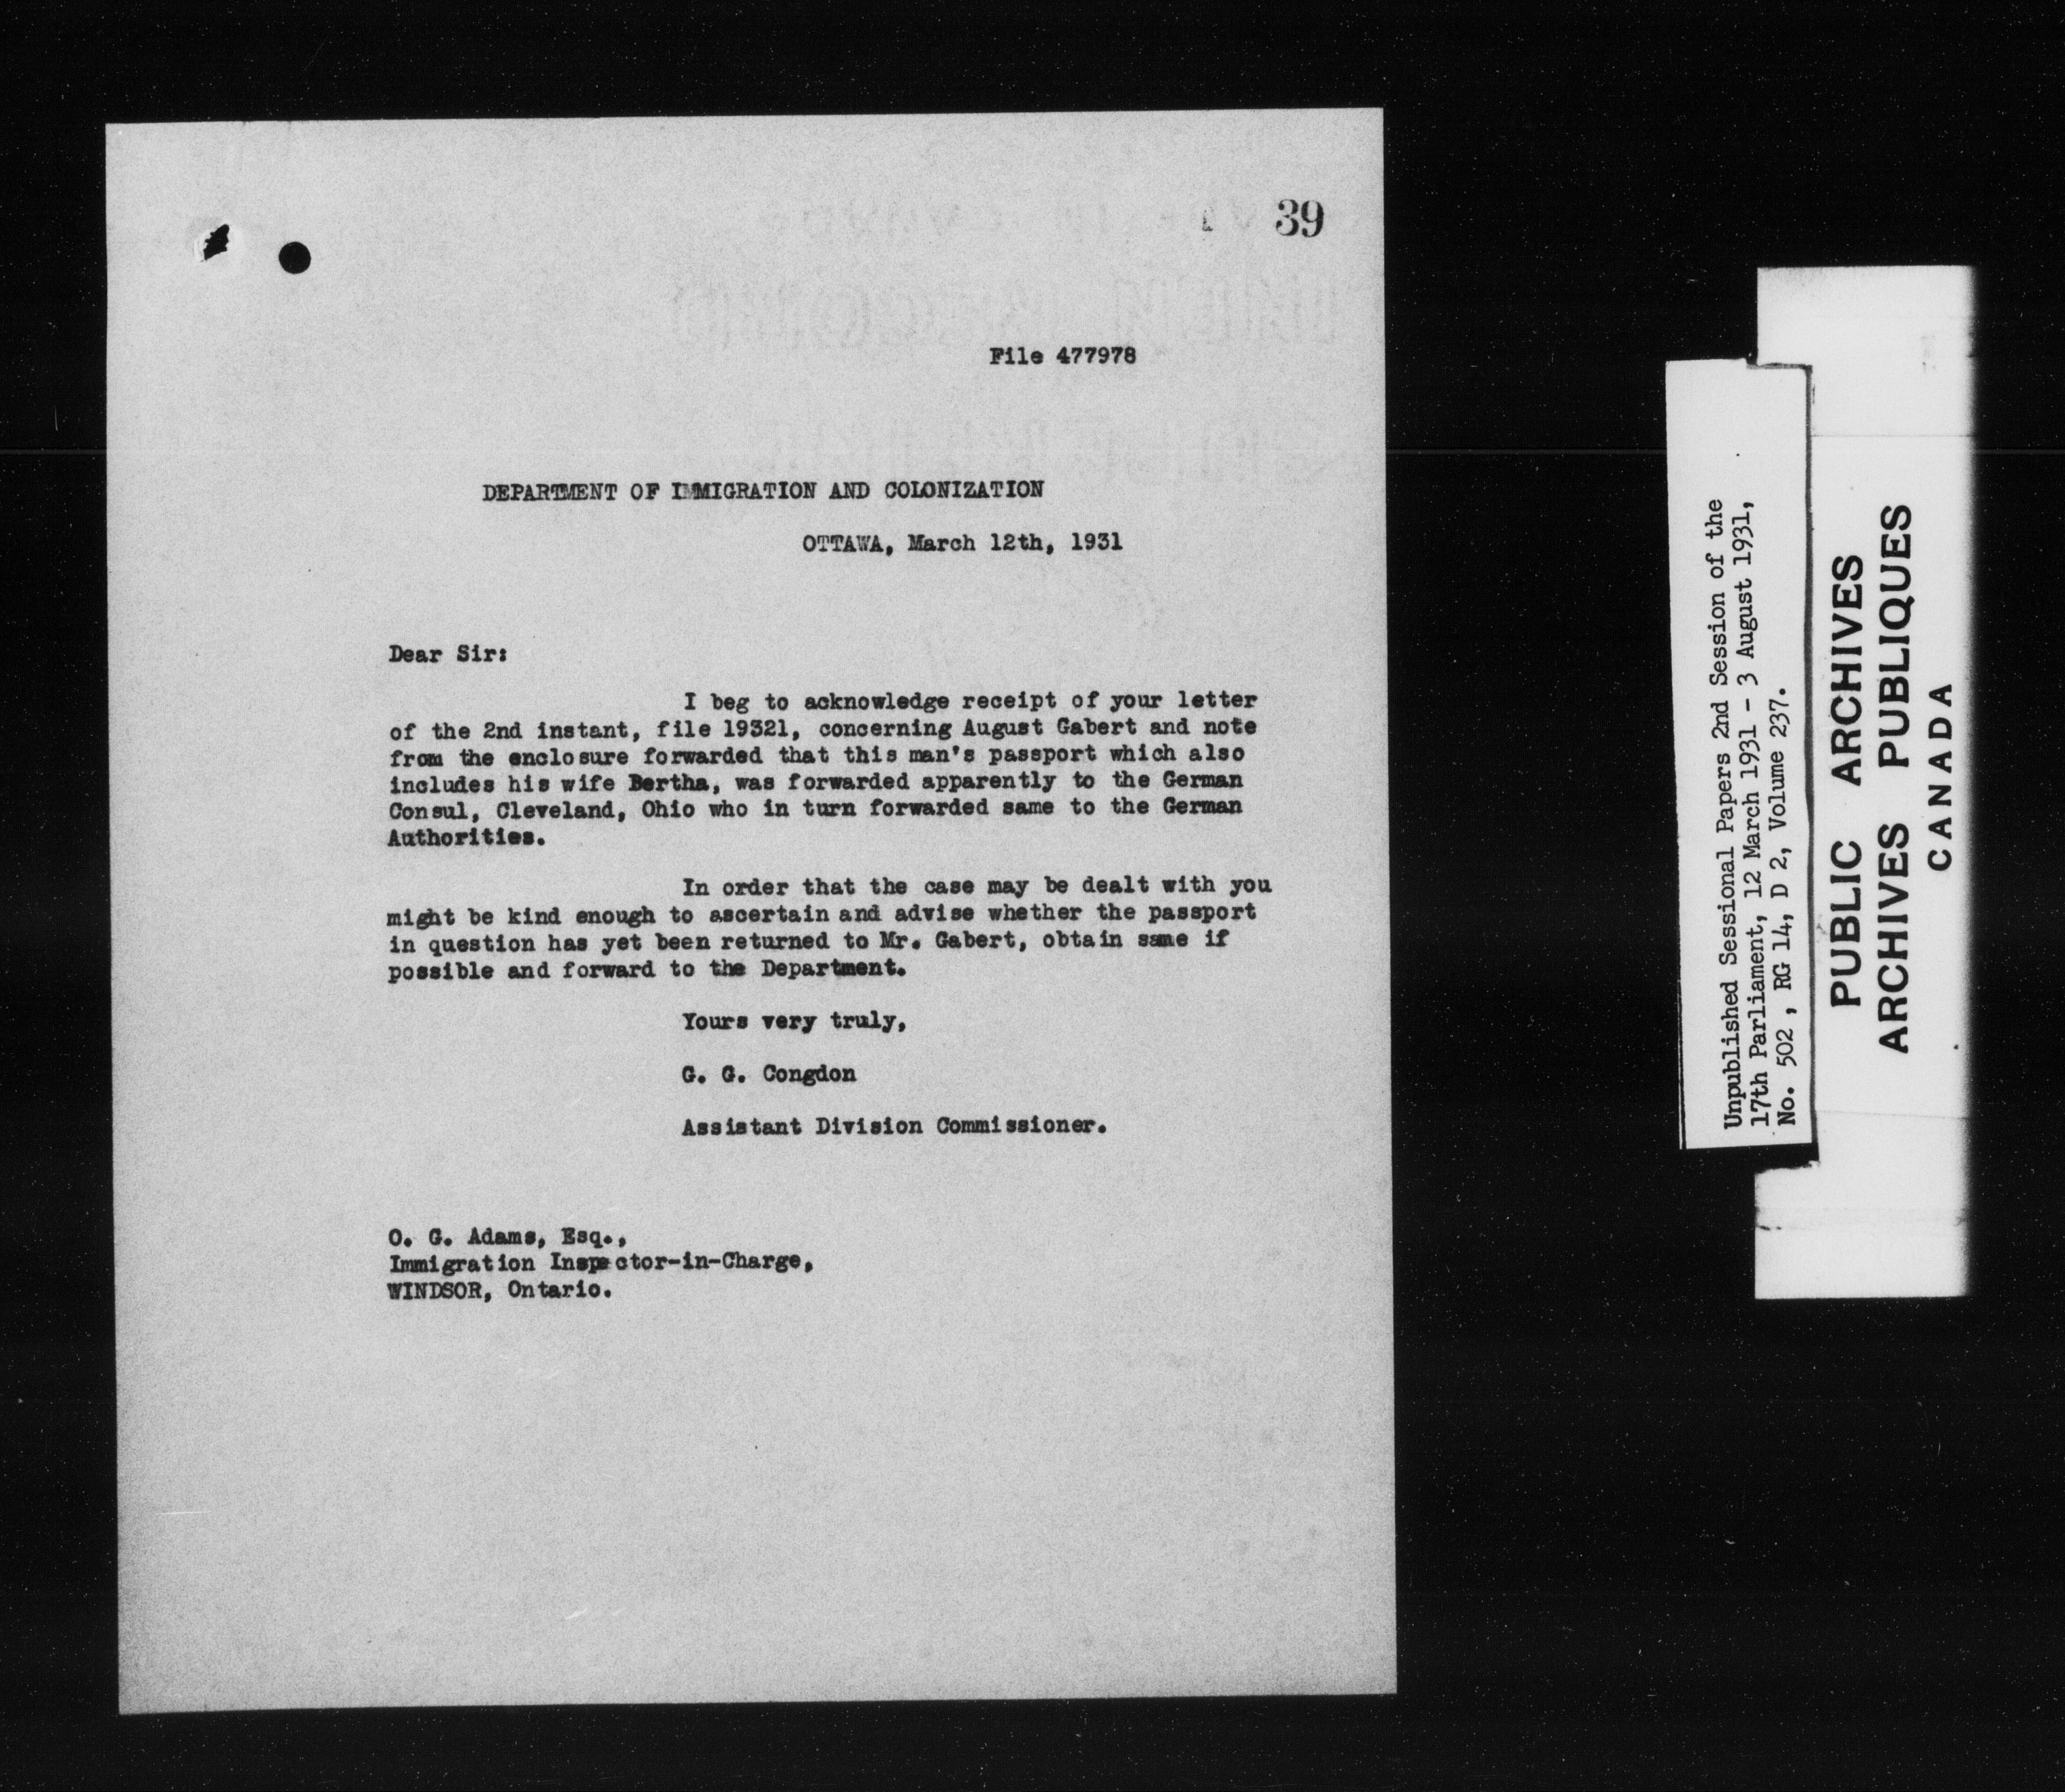 39
File 477978
DEPARTMENT OF IMMIGRATION AND COLONIZATION
OTTAWA, March 12th, 1931
Dear Sir:
I beg to acknowledge receipt of your letter
of the 2nd instant, file 19321, concerning August Gabert and note
from the enclosure forwarded that this man's passport which also
includes his wife Bertha, was forwarded apparently to the German
Consul, Cleveland, Ohio who in turn forwarded same to the German
Authorities.
In order that the case may be dealt with you
might be kind enough to ascertain and advise whether the passport
in question has yet been returned to Mr. Gabert, obtain same if
possible and forward to the Department.
Yours very truly,
G. G. Congdon
Assistant Division Commissioner.
O. G. Adams, Esq.,
Immigration Inspector-in-Charge,
WINDSOR, Ontario.
Unpublished Sessional Papers 2nd Session of the
17th Parliament, 12 March 1931 - 3 August 1931,
No. 502 , RG 14, D 2, Volume 237.
PUBLIC ARCHIVES
ARCHIVES PUBLIQUES
CANADA